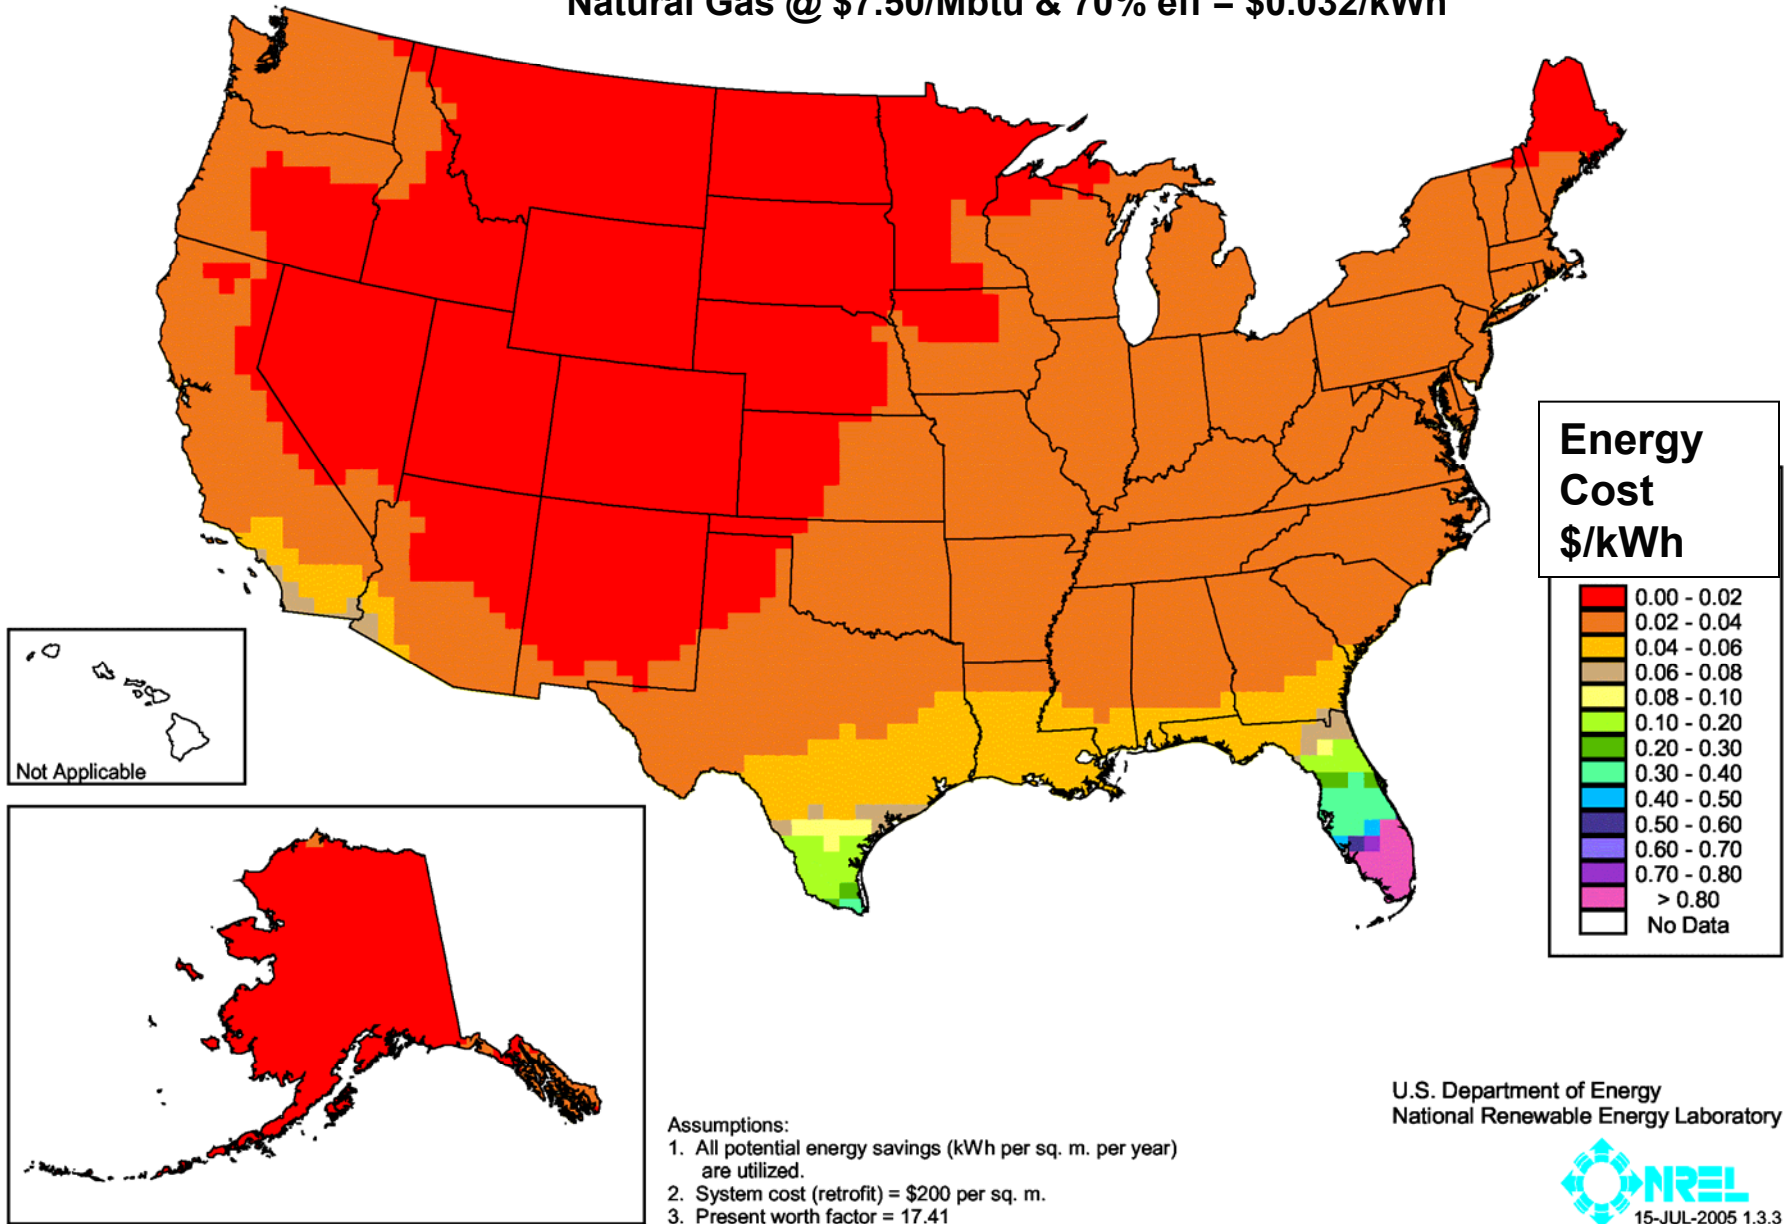 Natural Gas @ $7.50/Mbtu & 70% eff = $0.032/kWh
Energy
Cost
$/kWh
0.00 - 0.02
0.02 - 0.04
0.04 - 0.06
0.06 - 0.08
0.08 - 0.10
0.10 - 0.20
0.20 - 0.30
0.30 - 0.40
0.40 - 0.50
0.50 - 0.60
0.60 - 0.70
0.70 - 0.80
> 0.80
No Data
Not Applicable
Assumptions:
1. All potential energy savings (kWh per sq. m. per year)
are utilized.
2. System cost (retrofit) = $200 per sq. m.
3. Present worth factor = 17.41
U.S. Department of Energy
National Renewable Energy Laboratory
NREL
15-JUL-2005 1.3.3